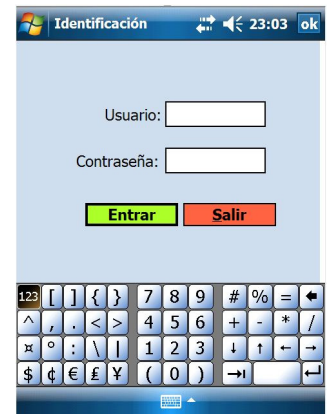 Identificación 23:03 ok
Usuario:
Contraseña:
Entrar Salir
123 [ ] { } 7 8 9 # % = ←
^ , . < > 4 5 6 + - * /
¤ ° : \ | 1 2 3 ↓ ↑ ← →
$ ¢ € £ ¥ ( 0 ) →ı ↵